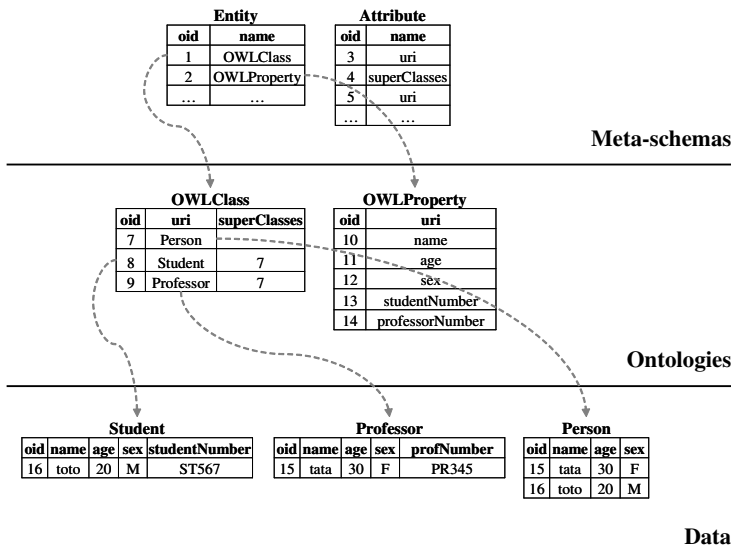 Entity Attribute
oid name oid name
1 OWLClass 3 uri
2 OWLProperty 4 superClasses
... ... 5 uri
... ...
Meta-schemas
OWLClass OWLProperty
oid uri superClasses oid uri
7 Person 10 name
8 Student 7 11 age
9 Professor 7 12 sex
13 studentNumber
14 professorNumber
Ontologies
Student Professor Person
oid name age sex studentNumber oid name age sex profNumber oid name age sex
16 toto 20 M ST567 15 tata 30 F PR345 15 tata 30 F
16 toto 20 M
Data